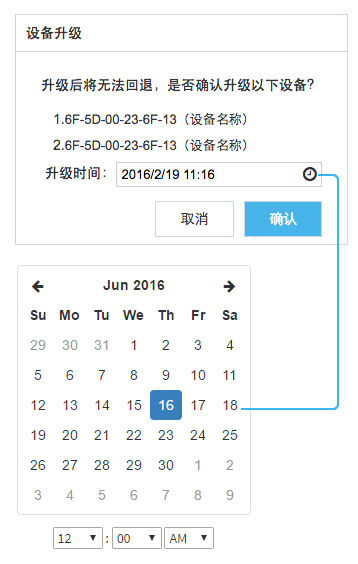 设备升级
升级后将无法回退，是否确认升级以下设备?
1.6F-5D-00-23-6F-13（设备名称）
2.6F-5D-00-23-6F-13（设备名称）
升级时间： 2016/2/19 11:16
取消 确认
Jun 2016
Su Mo Tu We Th Fr Sa
29 30 31 1 2 3 4
5 6 7 8 9 10 11
12 13 14 15 16 17 18
19 20 21 22 23 24 25
26 27 28 29 30 1 2
3 4 5 6 7 8 9
12 : 00 AM